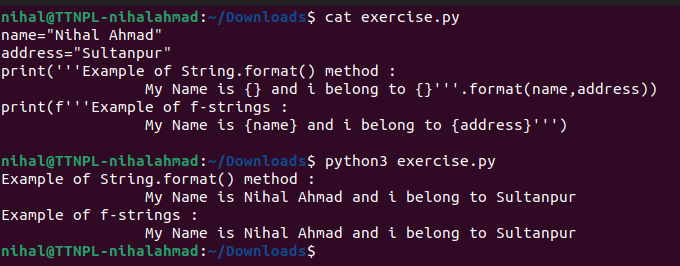 nihal@TTNPL-nihalahmad:~/Downloads$ cat exercise.py
name="Nihal Ahmad"
address="Sultanpur"
print('''Example of String.format() method :
                My Name is {} and i belong to {}'''.format(name,address))
print(f'''Example of f-strings :
                My Name is {name} and i belong to {address}''')
nihal@TTNPL-nihalahmad:~/Downloads$ python3 exercise.py
Example of String.format() method :
                My Name is Nihal Ahmad and i belong to Sultanpur
Example of f-strings :
                My Name is Nihal Ahmad and i belong to Sultanpur
nihal@TTNPL-nihalahmad:~/Downloads$